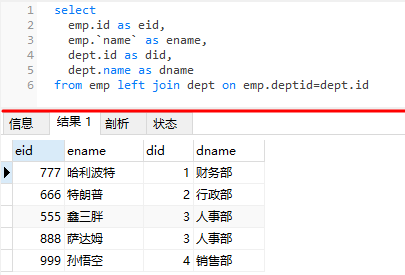 1 select
2 emp.id as eid,
3 emp.`name` as ename,
4 dept.id as did,
5 dept.name as dname
6 from emp left join dept on emp.deptid=dept.id
信息 结果 1 剖析 状态
eid ename did dname
777 哈利波特 1 财务部
666 特朗普 2 行政部
555 鑫三胖 3 人事部
888 萨达姆 3 人事部
999 孙悟空 4 销售部